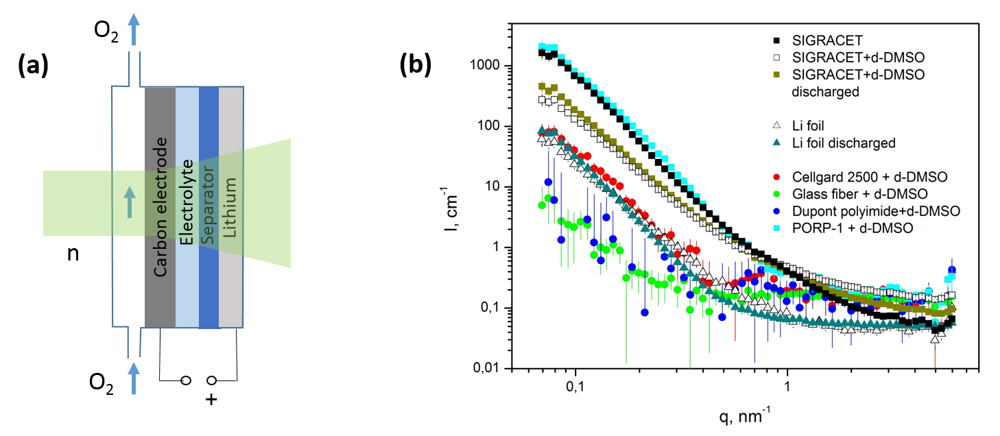 (a)
O2
Carbon electrode
Electrolyte
Separator
Lithium
n
O2
+
(b)
I, cm-1
1000
100
10
1
0,1
0,01
0,1
1
q, nm-1
SIGRACET
SIGRACET+d-DMSO
SIGRACET+d-DMSO
discharged
Li foil
Li foil discharged
Cellgard 2500 + d-DMSO
Glass fiber + d-DMSO
Dupont polyimide+d-DMSO
PORP-1 + d-DMSO